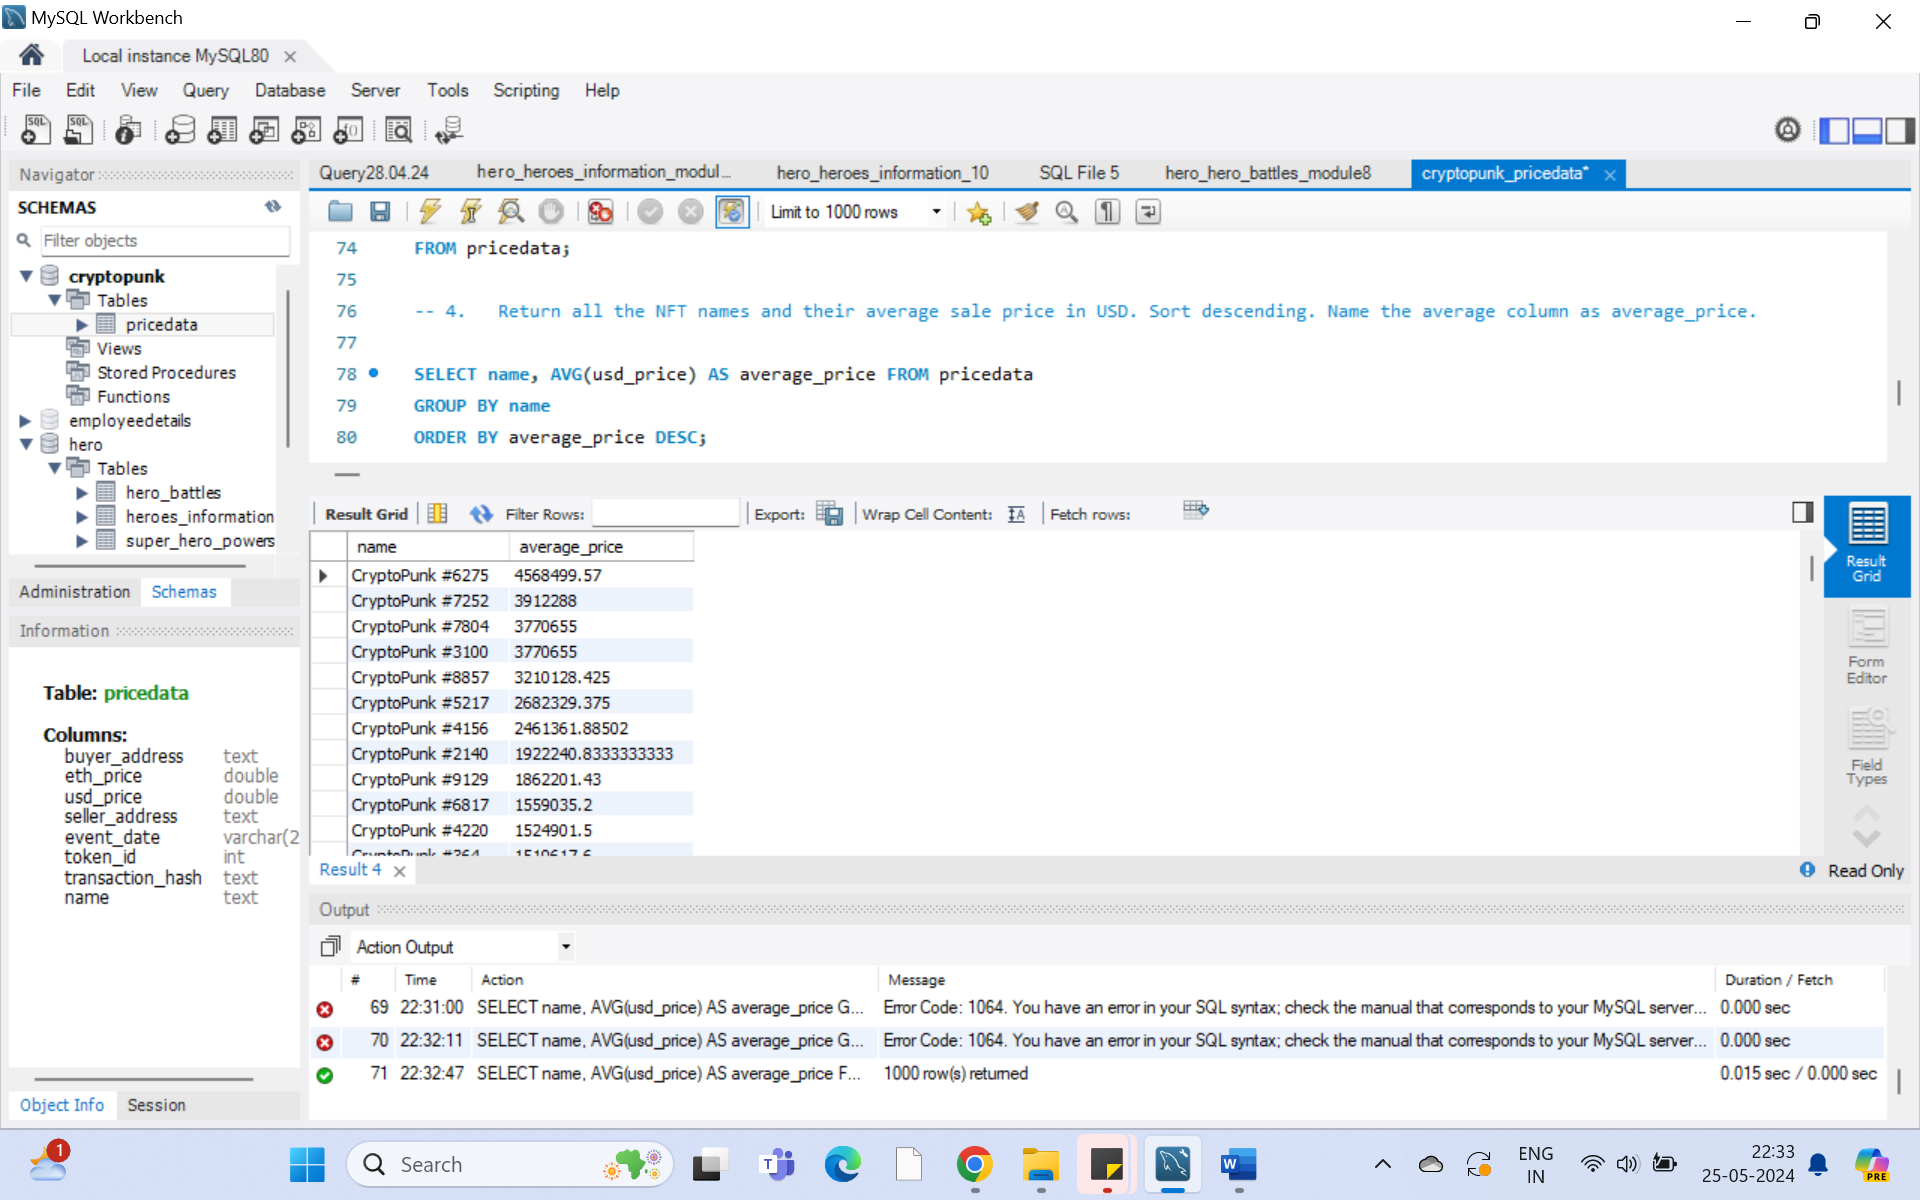 MySQL Workbench
Local instance MySQL80
File Edit View Query Database Server Tools Scripting Help
Navigator
SCHEMAS
Filter objects
cryptopunk
Tables
pricedata
Views
Stored Procedures
Functions
employeedetails
hero
Tables
hero_battles
heroes_information
super_hero_powers
Administration Schemas
Information
Table: pricedata
Columns:
buyer_address text
eth_price double
usd_price double
seller_address text
event_date varchar(2
token_id int
transaction_hash text
name text
Object Info Session
Query28.04.24 hero_heroes_information_modul... hero_heroes_information_10 SQL File 5 hero_hero_battles_module8 cryptopunk_pricedata*
Limit to 1000 rows
74 FROM pricedata;
75
76 -- 4. Return all the NFT names and their average sale price in USD. Sort descending. Name the average column as average_price.
77
78 SELECT name, AVG(usd_price) AS average_price FROM pricedata
79 GROUP BY name
80 ORDER BY average_price DESC;
Result Grid Filter Rows: Export: Wrap Cell Content: Fetch rows:
name average_price
CryptoPunk #6275 4568499.57
CryptoPunk #7252 3912288
CryptoPunk #7804 3770655
CryptoPunk #3100 3770655
CryptoPunk #8857 3210128.425
CryptoPunk #5217 2682329.375
CryptoPunk #4156 2461361.88502
CryptoPunk #2140 1922240.8333333333
CryptoPunk #9129 1862201.43
CryptoPunk #6817 1559035.2
CryptoPunk #4220 1524901.5
CryptoPunk #364 1519617.6
Result Grid
Form Editor
Field Types
Result 4
Read Only
Output
Action Output
# Time Action Message Duration / Fetch
69 22:31:00 SELECT name, AVG(usd_price) AS average_price G... Error Code: 1064. You have an error in your SQL syntax; check the manual that corresponds to your MySQL server... 0.000 sec
70 22:32:11 SELECT name, AVG(usd_price) AS average_price G... Error Code: 1064. You have an error in your SQL syntax; check the manual that corresponds to your MySQL server... 0.000 sec
71 22:32:47 SELECT name, AVG(usd_price) AS average_price F... 1000 row(s) returned 0.015 sec / 0.000 sec
1
Search
ENG
IN
22:33
25-05-2024
PRE